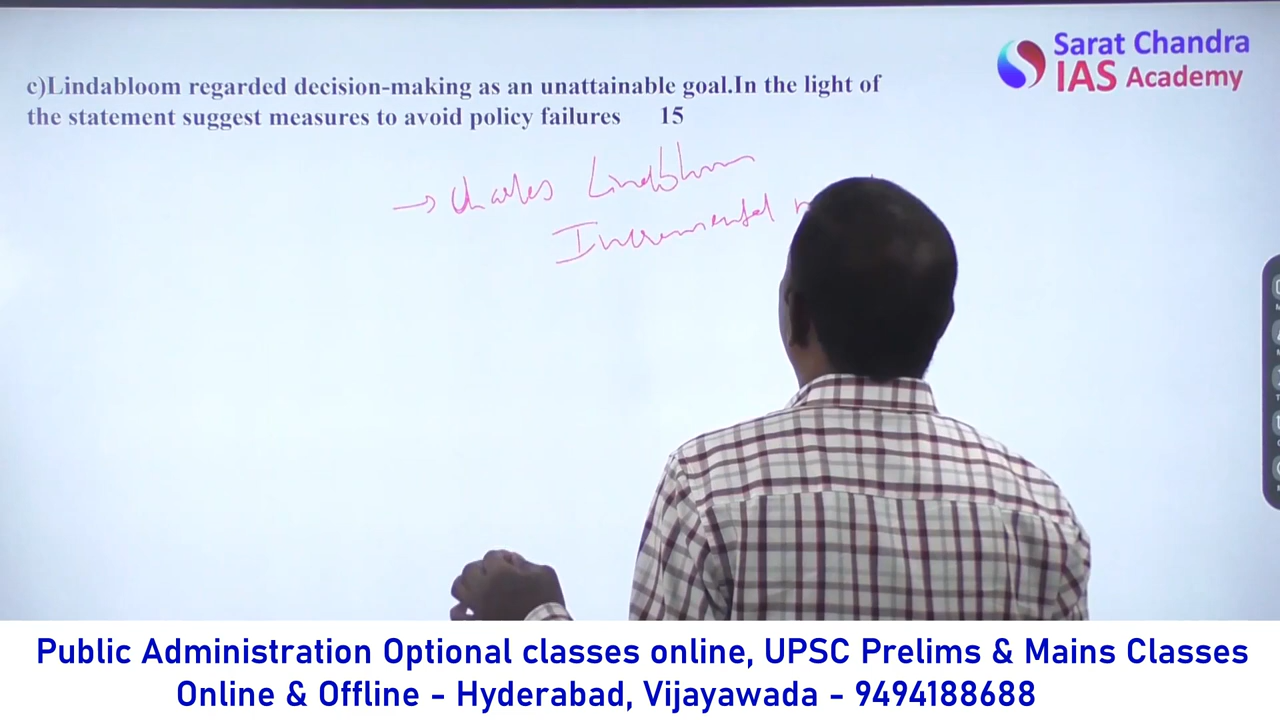 Sarat Chandra
IAS Academy
c)Lindabloom regarded decision-making as an unattainable goal.In the light of
the statement suggest measures to avoid policy failures 15
→ Charles Lindblum
Incremental
Public Administration Optional classes online, UPSC Prelims & Mains Classes
Online & Offline - Hyderabad, Vijayawada - 9494188688